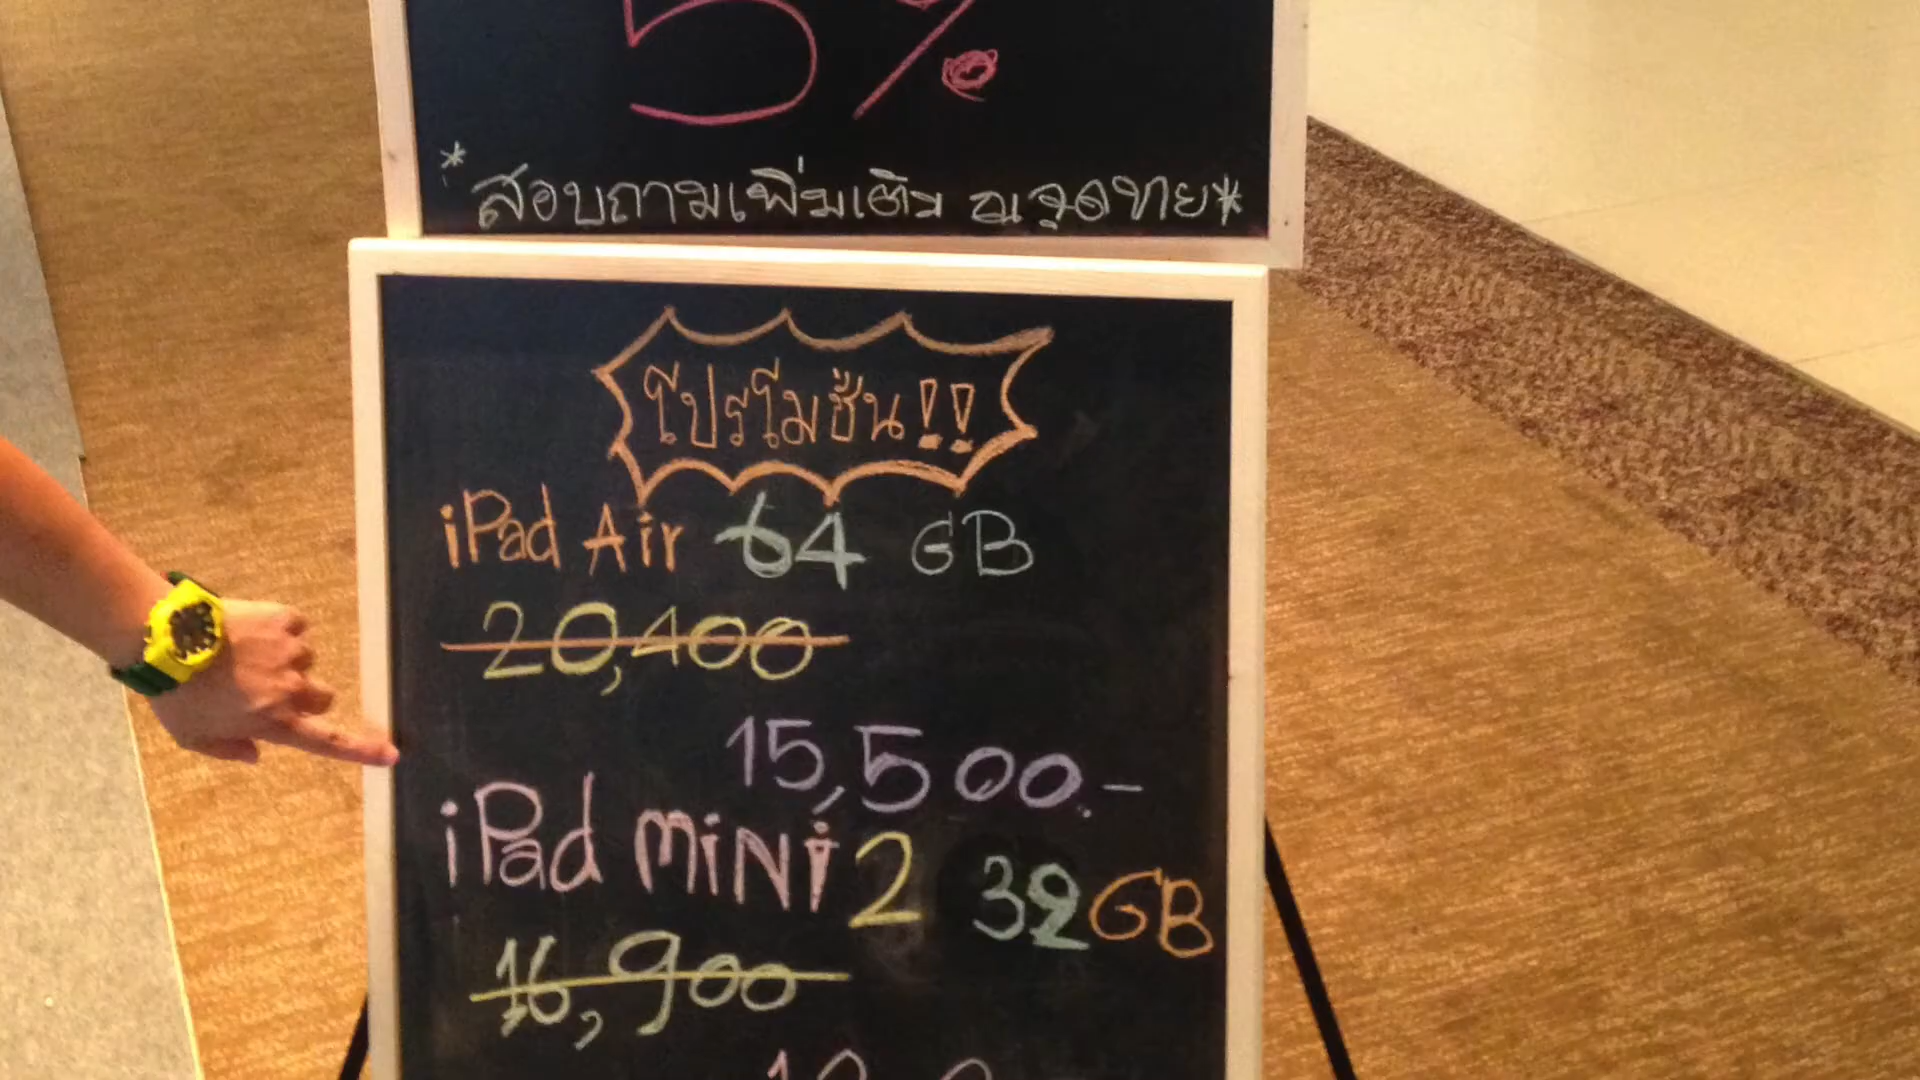 5%
*สอบถามเพิ่มเติม ณ จุดขาย*
โปรโมชั่น!!
iPad Air 64 GB
20,400
15,500.-
iPad mini 2 32GB
16,900